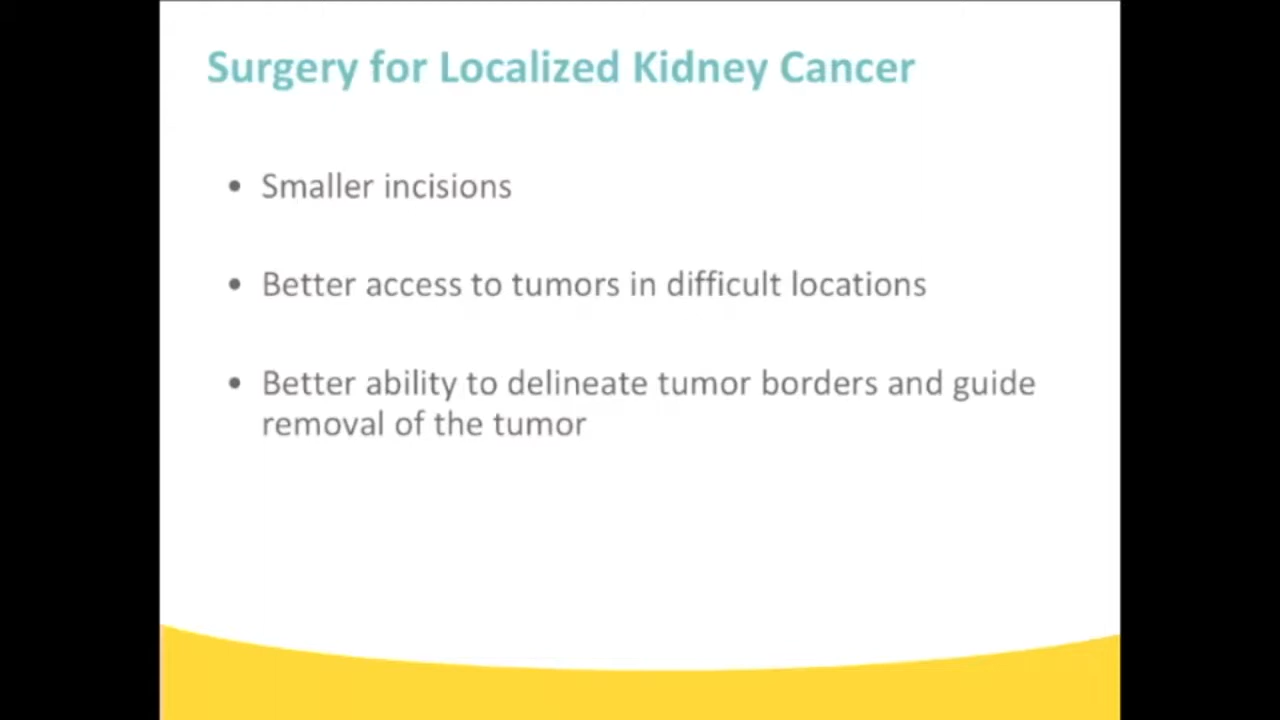 Surgery for Localized Kidney Cancer
• Smaller incisions
• Better access to tumors in difficult locations
• Better ability to delineate tumor borders and guide
removal of the tumor